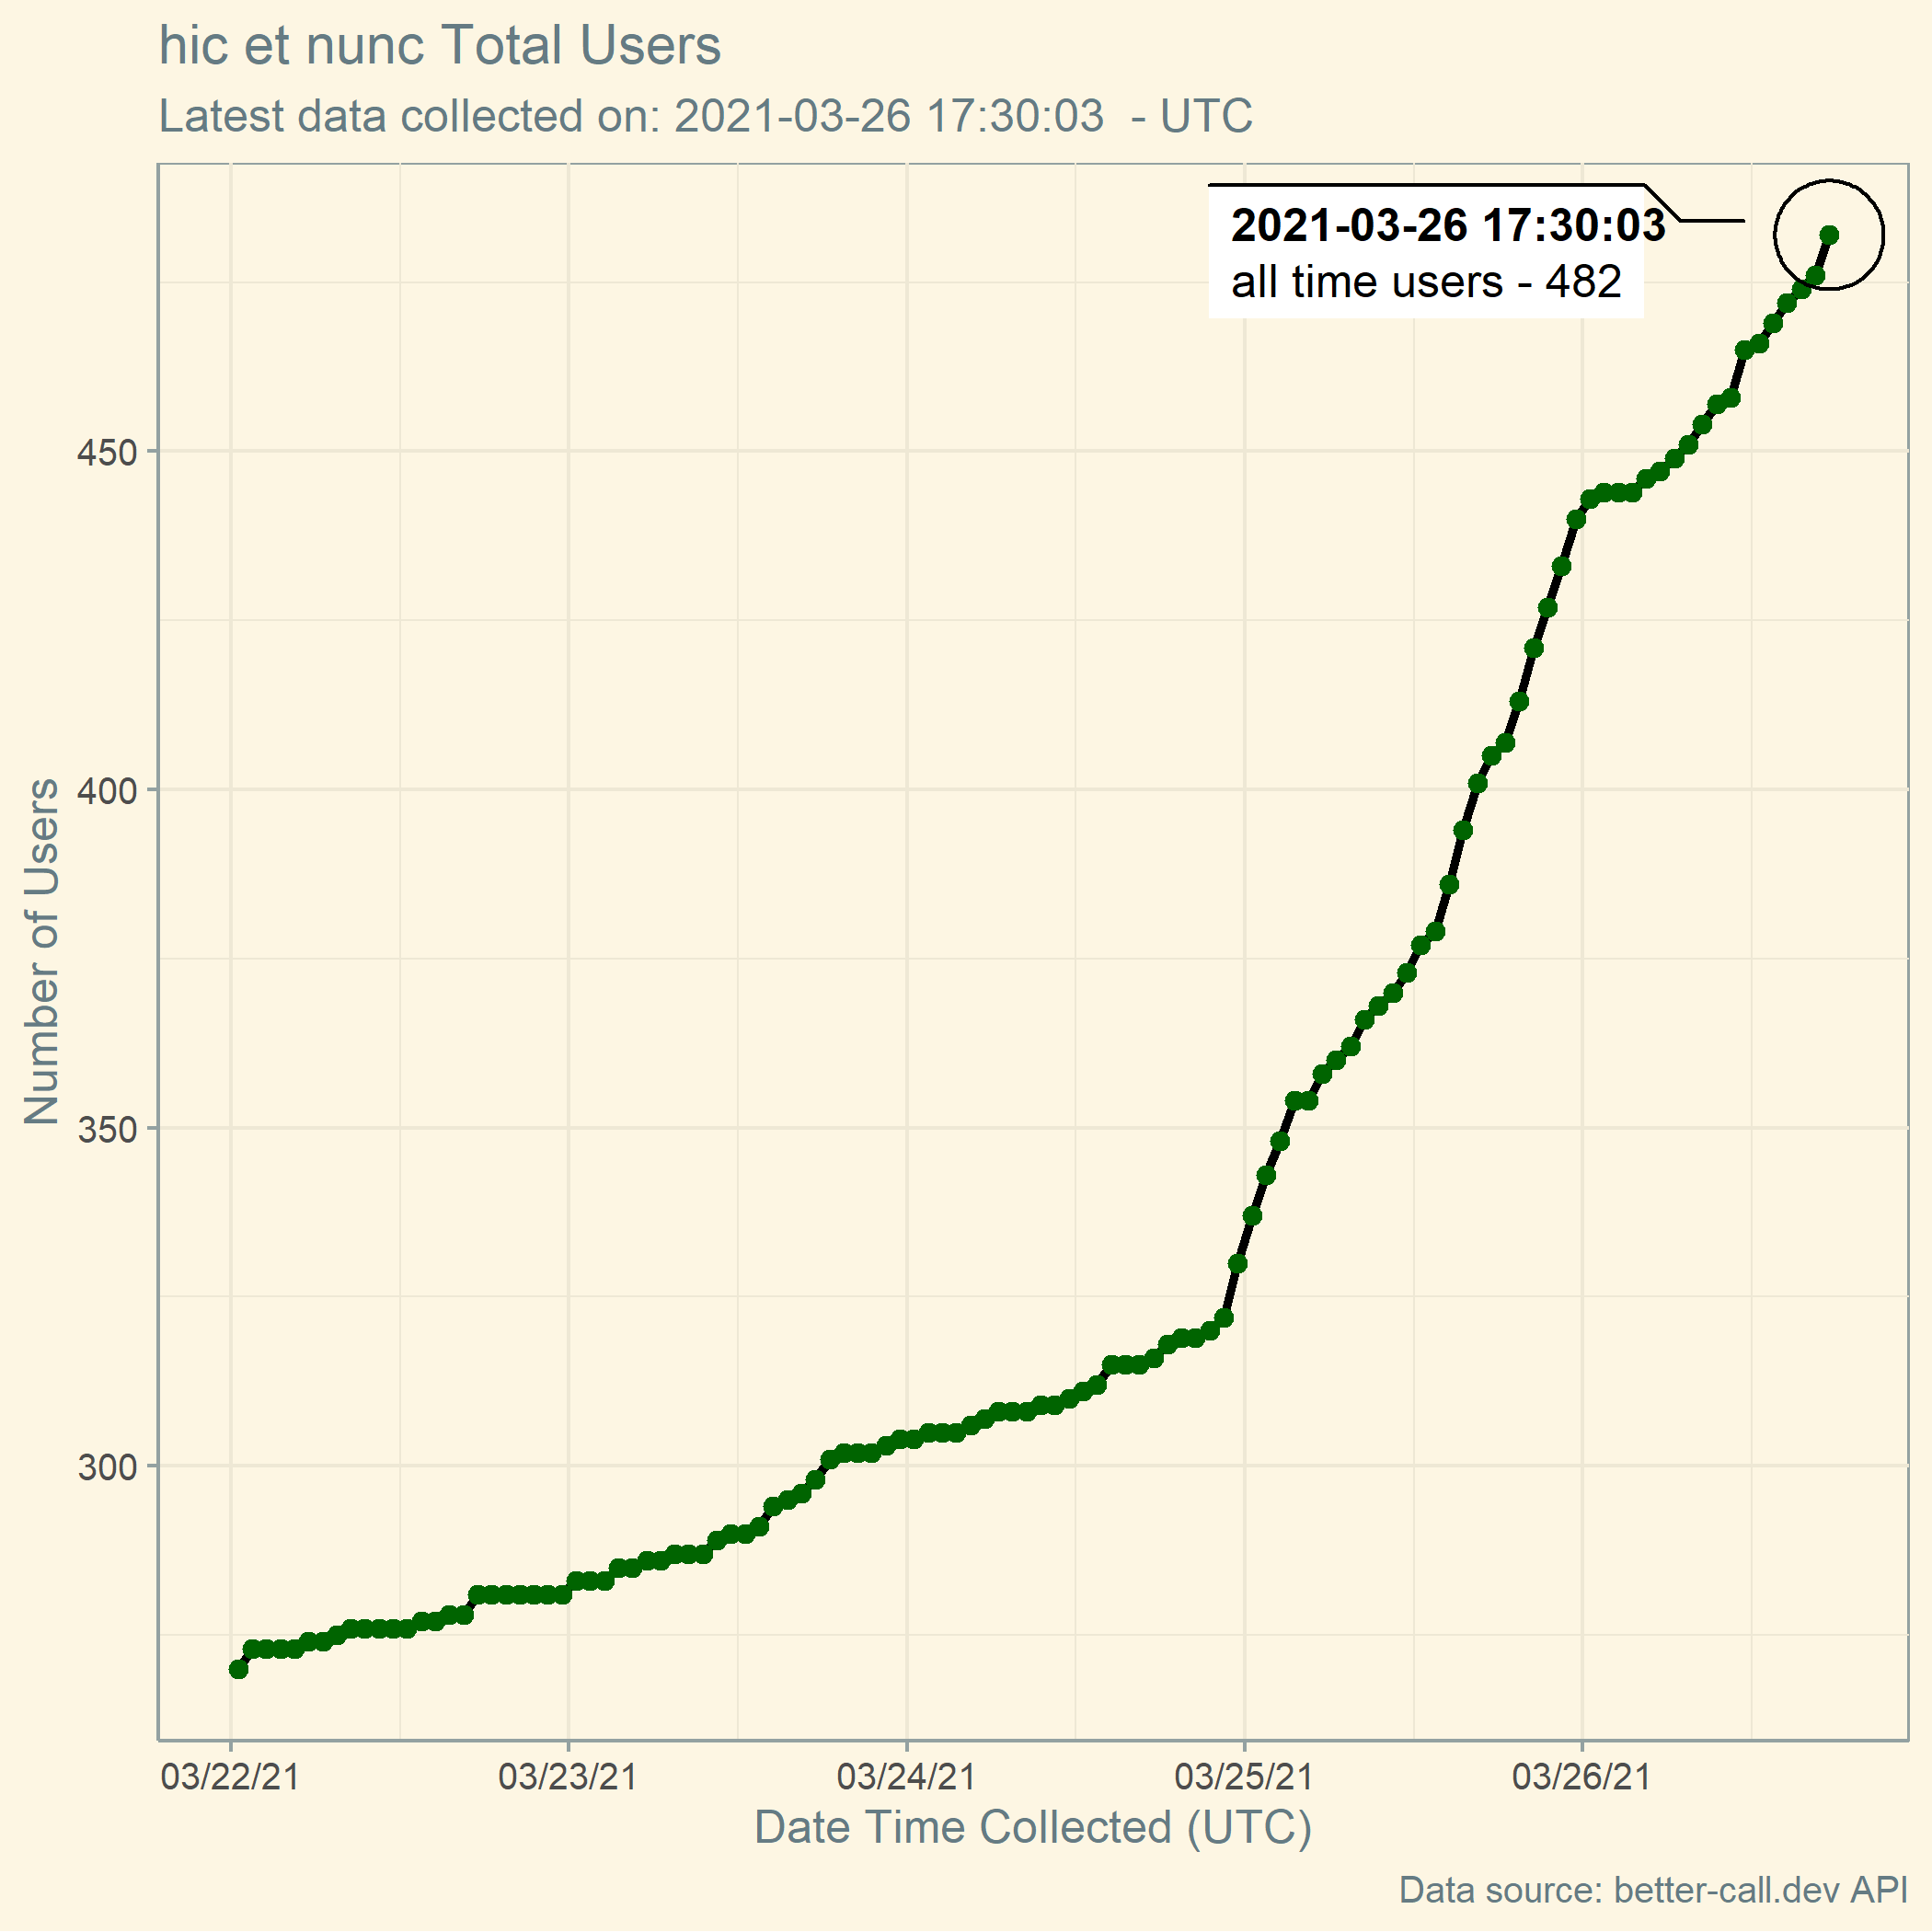 hic et nunc Total Users
Latest data collected on: 2021-03-26 17:30:03  - UTC
2021-03-26 17:30:03
all time users - 482
Number of Users
450
400
350
300
03/22/21
03/23/21
03/24/21
03/25/21
03/26/21
Date Time Collected (UTC)
Data source: better-call.dev API